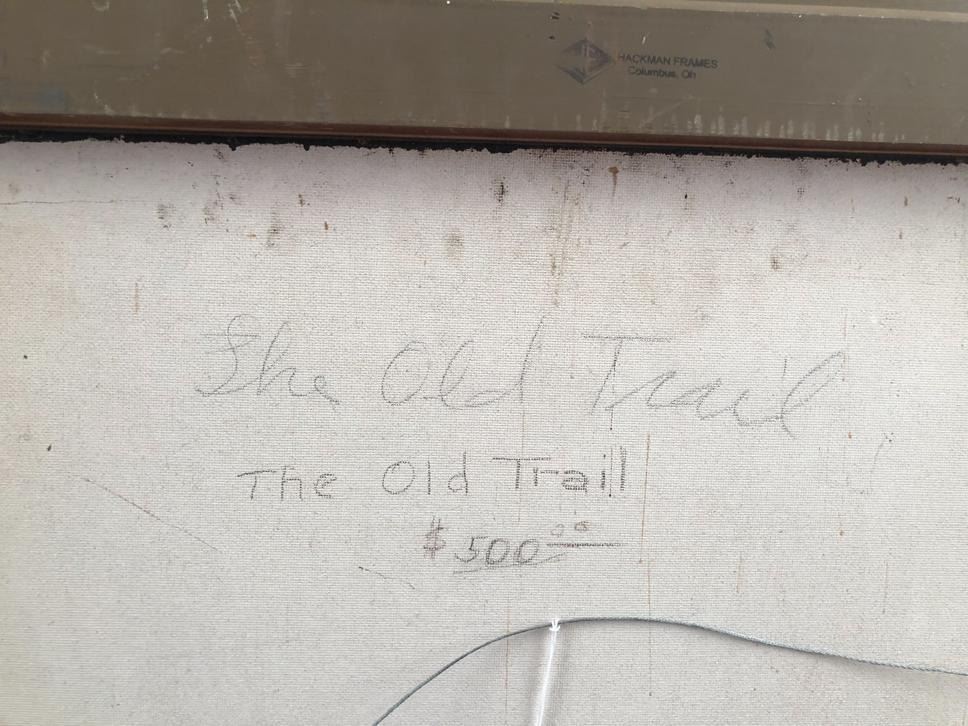 HACKMAN FRAMES
Columbus, Oh
The Old Trail
The Old Trail
$500.00